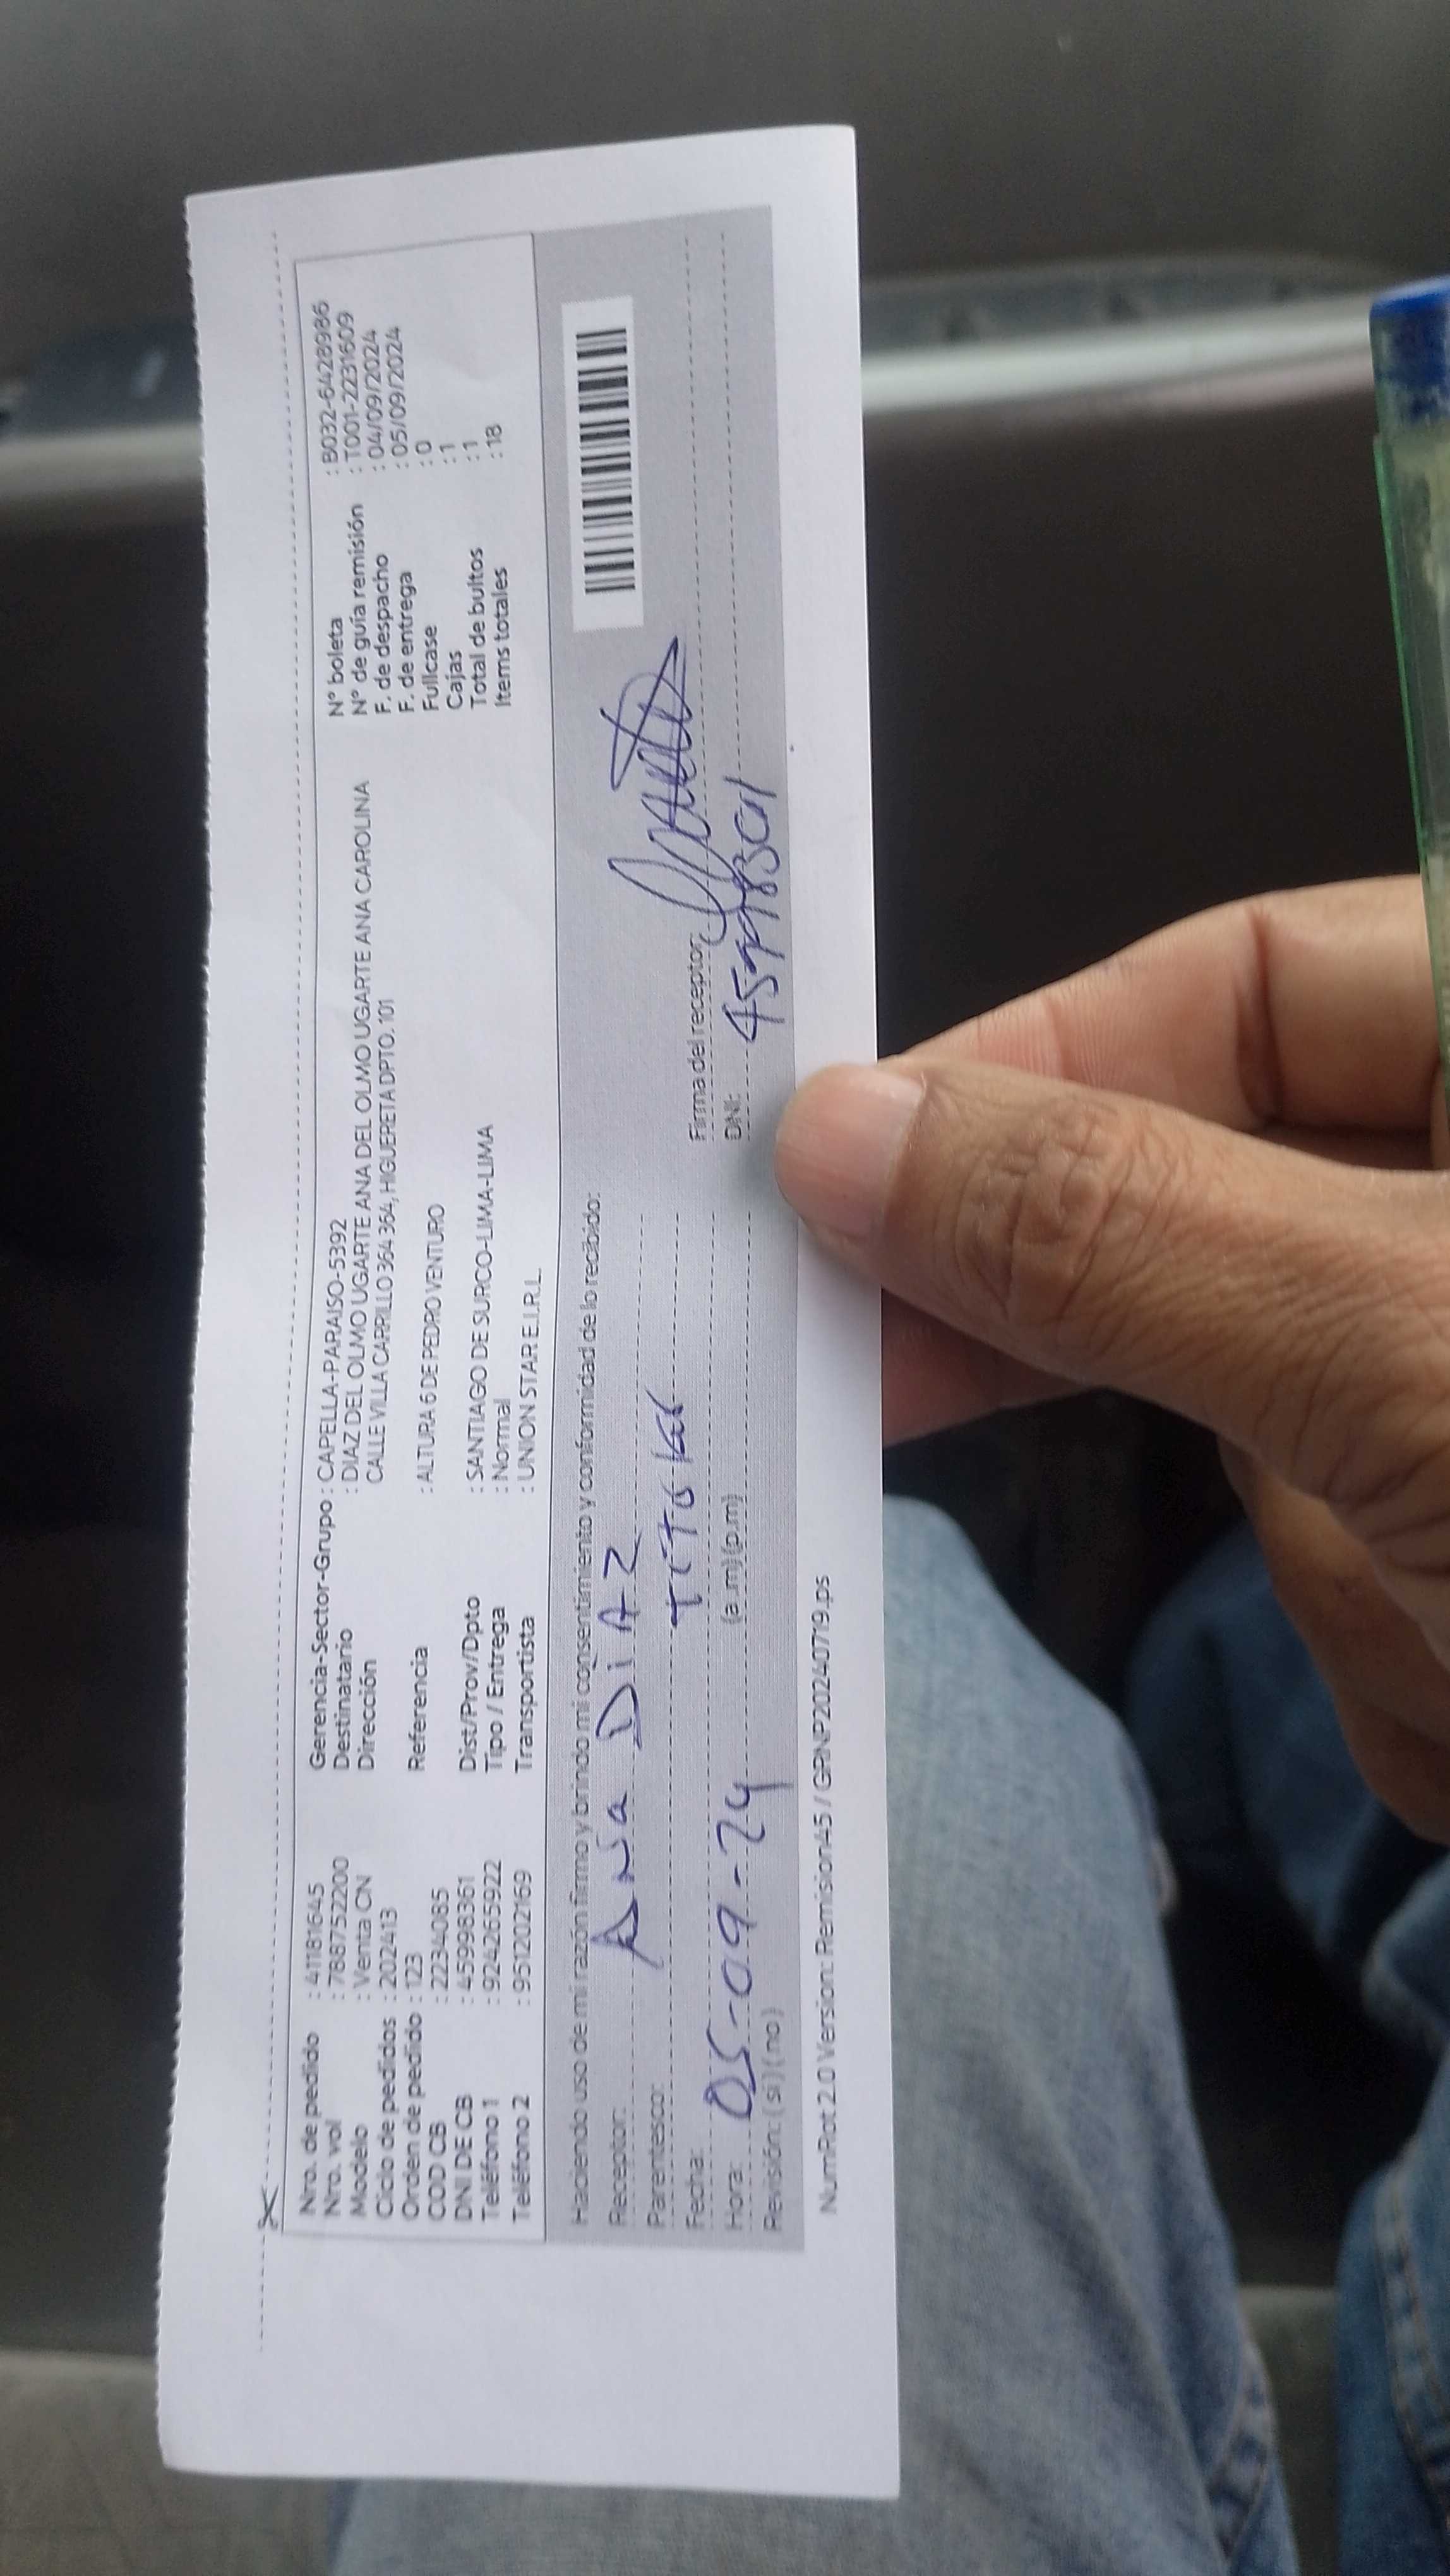 Nro. de pedido : 41181645
Nro. vol : 7887752200
Modelo : Venta CN
Ciclo de pedidos : 202413
Orden de pedido : 123
COD CB : 2234085
DNI DE CB : 45998361
Teléfono 1 : 924265922
Teléfono 2 : 951202169
Gerencia-Sector-Grupo : CAPELLA-PARAISO-5392
Destinatario : DIAZ DEL OLMO UGARTE ANA DEL OLMO UGARTE ANA CAROLINA
Dirección CALLE VILLA CARRILLO 364 364, HIGUERETA DPTO. 101
Referencia : ALTURA 6 DE PEDRO VENTURO
Dist/Prov/Dpto : SANTIAGO DE SURCO-LIMA-LIMA
Tipo / Entrega : Normal
Transportista : UNION STAR E.I.R.L.
N° boleta : B032-6428986
N° de guía remisión : T001-2231609
F. de despacho : 04/09/2024
F. de entrega : 05/09/2024
Fullcase : 0
Cajas : 1
Total de bultos : 1
Items totales : 18
Haciendo uso de mi razón firmo y brindo mi consentimiento y conformidad de lo recibido:
Receptor: Ana DiAZ
Parentesco: Titular
Fecha: 05-09-24
Hora: (a.m) (p.m)
Revisión: ( si ) ( no )
Firma del receptor:
DNI:
NumRot 2.0 Version: Remision45 / GRNP20240719.ps